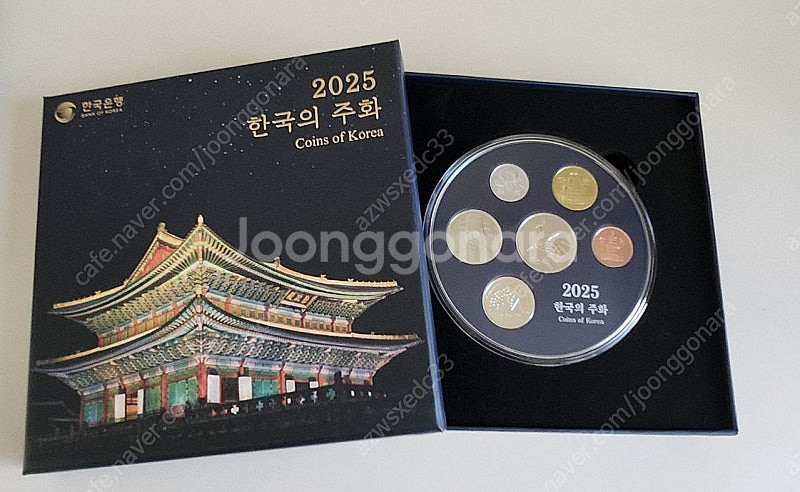 한국은행
BANK OF KOREA
2025
한국의 주화
Coins of Korea
2025
한국의 주화
Coins of Korea
Joonggonara
cafe.naver.com/joonggonara
azwsxedc33